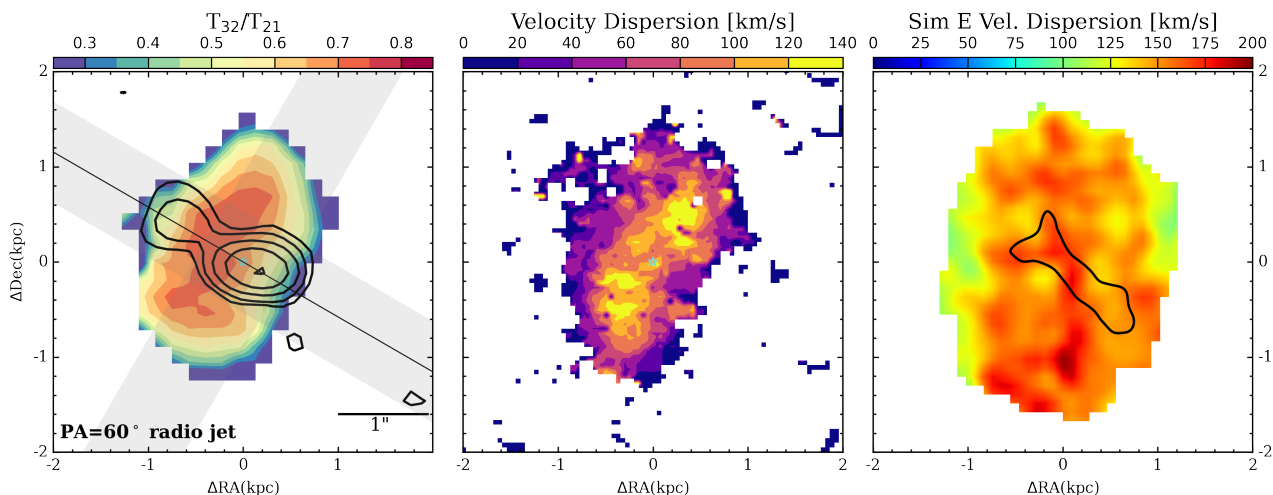 T₃₂/T₂₁
0.3 0.4 0.5 0.6 0.7 0.8
2
1
0
-1
-2
ΔDec(kpc)
1"
PA=60° radio jet
-2 -1 0 1
ΔRA(kpc)
Velocity Dispersion [km/s]
0 20 40 60 80 100 120 140
-2 -1 0 1 2
ΔRA(kpc)
Sim E Vel. Dispersion [km/s]
0 25 50 75 100 125 150 175 200
2
1
0
-1
-2
-2 -1 0 1 2
ΔRA(kpc)